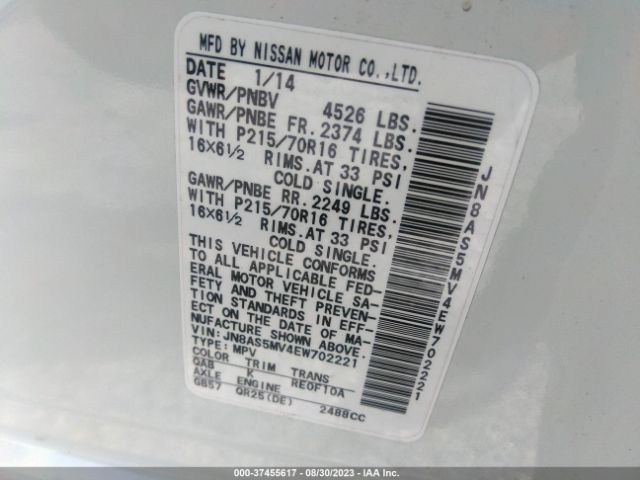 MFD BY NISSAN MOTOR CO.,LTD.
DATE 1/14
GVWR/PNBV 4526 LBS.
GAWR/PNBE FR. 2374 LBS.
WITH P215/70R16 TIRES,
16X6½ RIMS.AT 33 PSI
COLD SINGLE.
GAWR/PNBE RR. 2249 LBS.
WITH P215/70R16 TIRES,
16X6½ RIMS.AT 33 PSI
COLD SINGLE.
THIS VEHICLE CONFORMS
TO ALL APPLICABLE FED-
ERAL MOTOR VEHICLE SA-
FETY AND THEFT PREVEN-
TION STANDARDS IN EFF-
ECT ON THE DATE OF MA-
NUFACTURE SHOWN ABOVE.
VIN: JN8AS5MV4EW702221
TYPE: MPV
COLOR TRIM TRANS
QAB K RE0F10A
AXLE ENGINE
GB57 QR25(DE) 2488CC
JN8AS5MV4EW702221
000-37455617 - 08/30/2023 - IAA Inc.